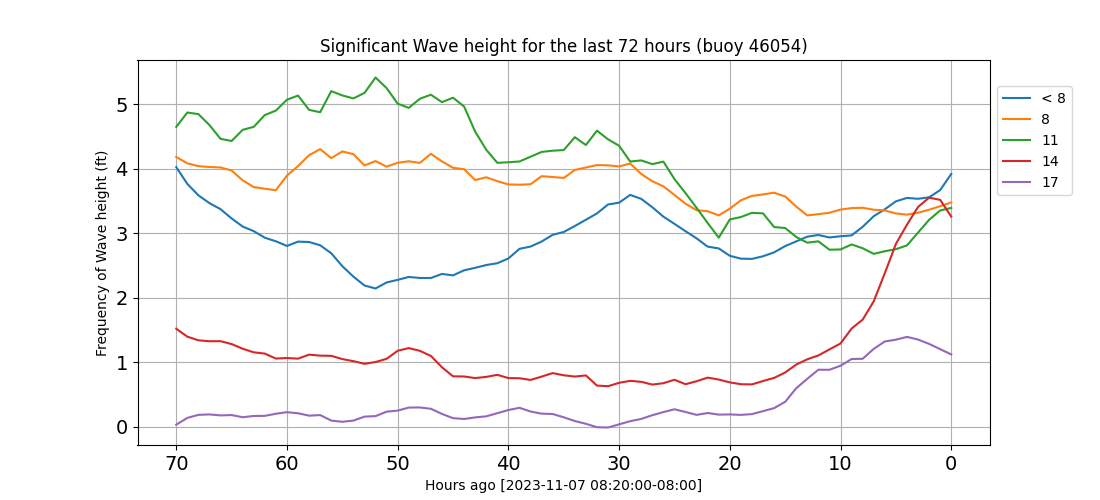 Significant Wave height for the last 72 hours (buoy 46054)
Frequency of Wave height (ft)
5
4
3
2
1
0
70 60 50 40 30 20 10 0
Hours ago [2023-11-07 08:20:00-08:00]
< 8
8
11
14
17